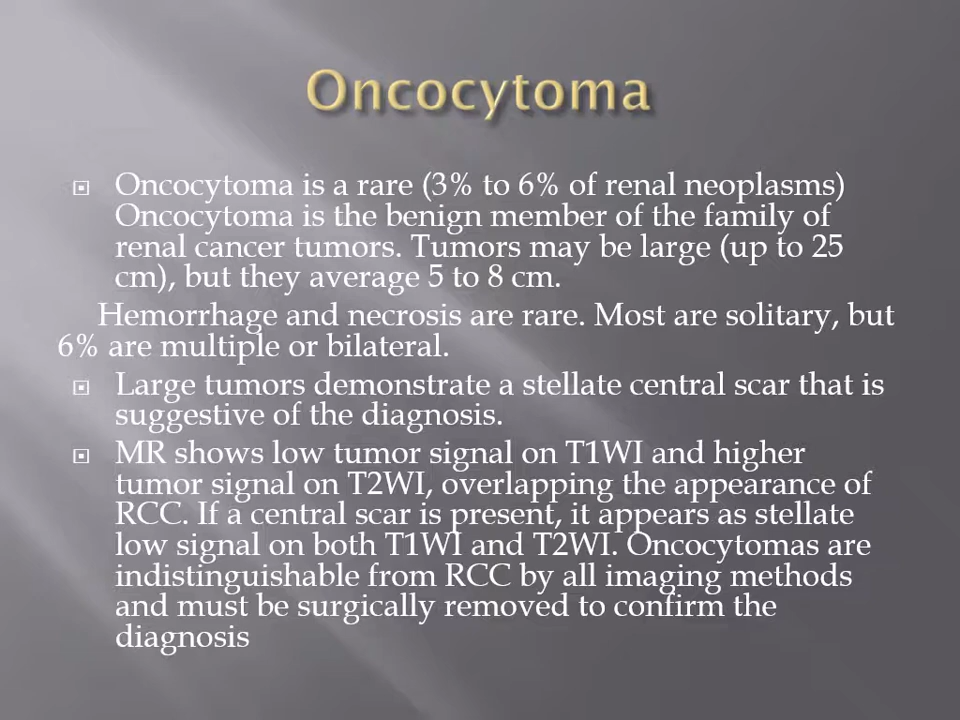 Oncocytoma
Oncocytoma is a rare (3% to 6% of renal neoplasms)
Oncocytoma is the benign member of the family of
renal cancer tumors. Tumors may be large (up to 25
cm), but they average 5 to 8 cm.
Hemorrhage and necrosis are rare. Most are solitary, but
6% are multiple or bilateral.
Large tumors demonstrate a stellate central scar that is
suggestive of the diagnosis.
MR shows low tumor signal on T1WI and higher
tumor signal on T2WI, overlapping the appearance of
RCC. If a central scar is present, it appears as stellate
low signal on both T1WI and T2WI. Oncocytomas are
indistinguishable from RCC by all imaging methods
and must be surgically removed to confirm the
diagnosis